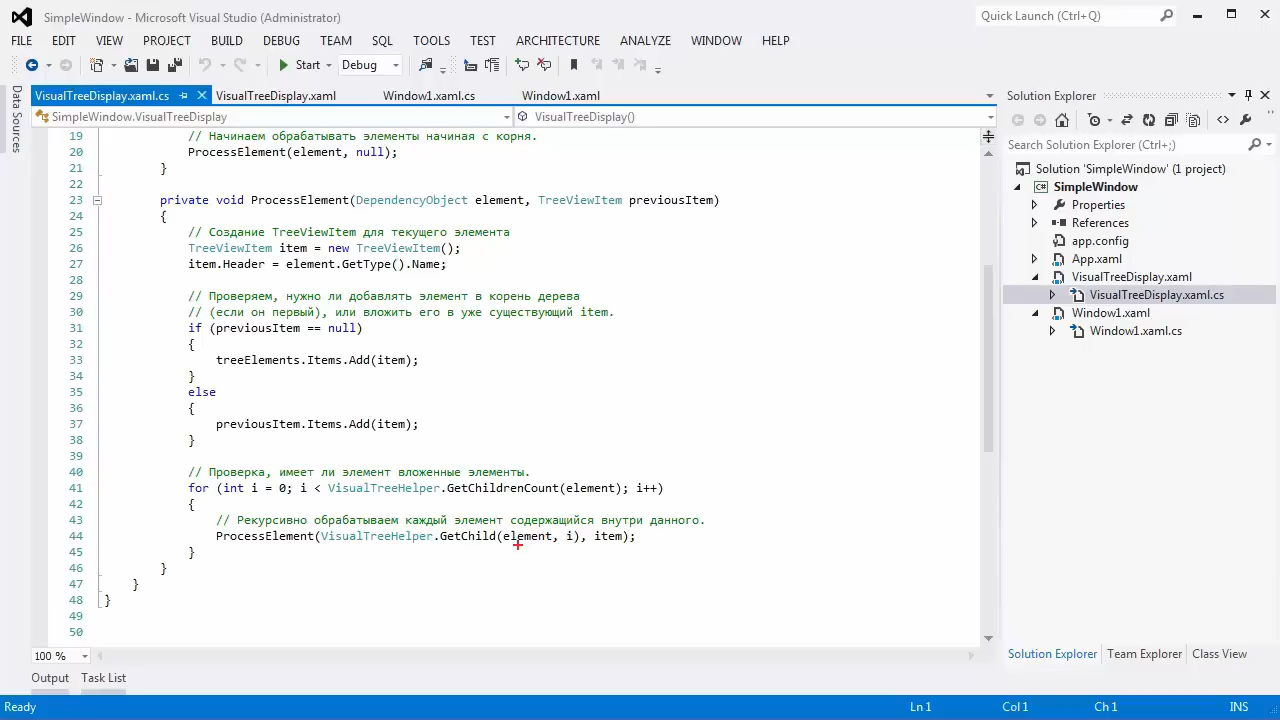 SimpleWindow - Microsoft Visual Studio (Administrator)
Quick Launch (Ctrl+Q)
FILE EDIT VIEW PROJECT BUILD DEBUG TEAM SQL TOOLS TEST ARCHITECTURE ANALYZE WINDOW HELP
Start Debug
Data Sources
VisualTreeDisplay.xaml.cs VisualTreeDisplay.xaml Window1.xaml.cs Window1.xaml
SimpleWindow.VisualTreeDisplay VisualTreeDisplay()
19 // Начинаем обрабатывать элементы начиная с корня.
20 ProcessElement(element, null);
21 }
22
23 private void ProcessElement(DependencyObject element, TreeViewItem previousItem)
24 {
25 // Создание TreeViewItem для текущего элемента
26 TreeViewItem item = new TreeViewItem();
27 item.Header = element.GetType().Name;
28
29 // Проверяем, нужно ли добавлять элемент в корень дерева
30 // (если он первый), или вложить его в уже существующий item.
31 if (previousItem == null)
32 {
33 treeElements.Items.Add(item);
34 }
35 else
36 {
37 previousItem.Items.Add(item);
38 }
39
40 // Проверка, имеет ли элемент вложенные элементы.
41 for (int i = 0; i < VisualTreeHelper.GetChildrenCount(element); i++)
42 {
43 // Рекурсивно обрабатываем каждый элемент содержащийся внутри данного.
44 ProcessElement(VisualTreeHelper.GetChild(element, i), item);
45 }
46 }
47 }
48 }
49
50
100 %
Output Task List
Solution Explorer
Search Solution Explorer (Ctrl+;)
Solution 'SimpleWindow' (1 project)
SimpleWindow
Properties
References
app.config
App.xaml
VisualTreeDisplay.xaml
VisualTreeDisplay.xaml.cs
Window1.xaml
Window1.xaml.cs
Solution Explorer Team Explorer Class View
Ready Ln 1 Col 1 Ch 1 INS